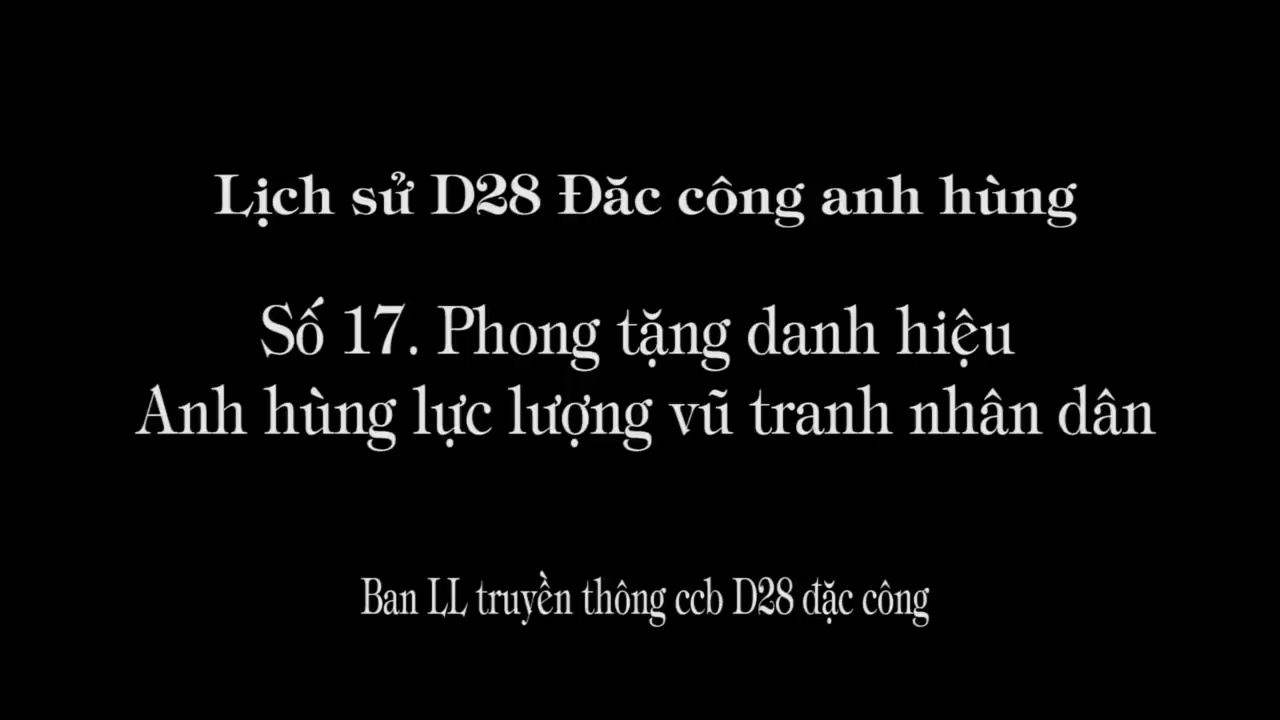 Lịch sử D28 Đăc công anh hùng
Số 17. Phong tặng danh hiệu
Anh hùng lực lượng vũ tranh nhân dân
Ban LL truyền thông ccb D28 đặc công